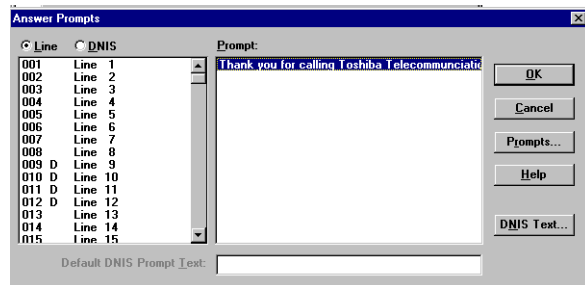 Answer Prompts
Line DNIS
Prompt:
001 Line 1
002 Line 2
003 Line 3
004 Line 4
005 Line 5
006 Line 6
007 Line 7
008 Line 8
009 D Line 9
010 D Line 10
011 D Line 11
012 D Line 12
013 Line 13
014 Line 14
015 Line 15
Thank you for calling Toshiba Telecommunciatio
OK
Cancel
Prompts...
Help
DNIS Text...
Default DNIS Prompt Text: